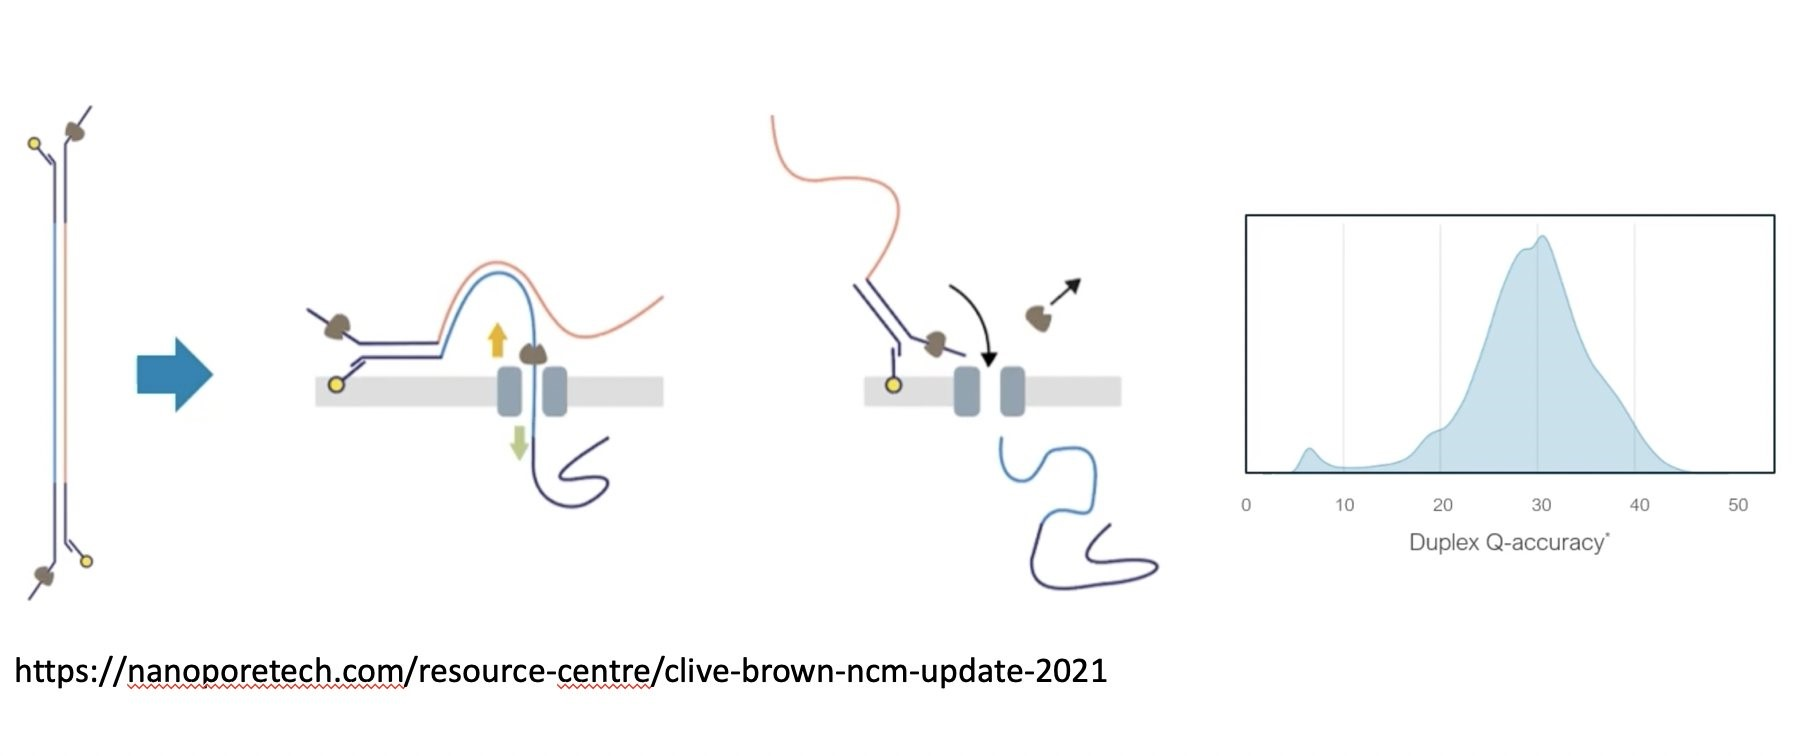 0 10 20 30 40 50
Duplex Q-accuracy*
https://nanoporetech.com/resource-centre/clive-brown-ncm-update-2021